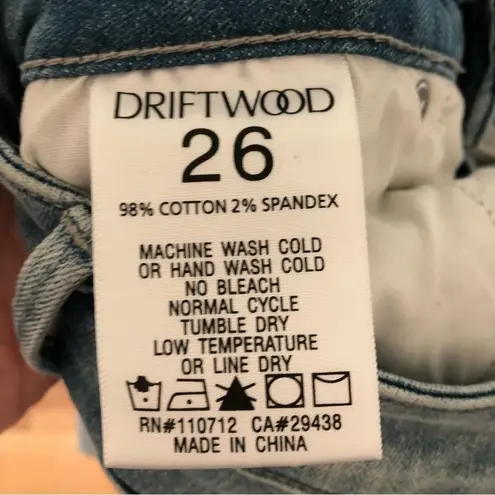 DRIFTWOOD
26
98% COTTON 2% SPANDEX
MACHINE WASH COLD
OR HAND WASH COLD
NO BLEACH
NORMAL CYCLE
TUMBLE DRY
LOW TEMPERATURE
OR LINE DRY
RN#110712 CA#29438
MADE IN CHINA